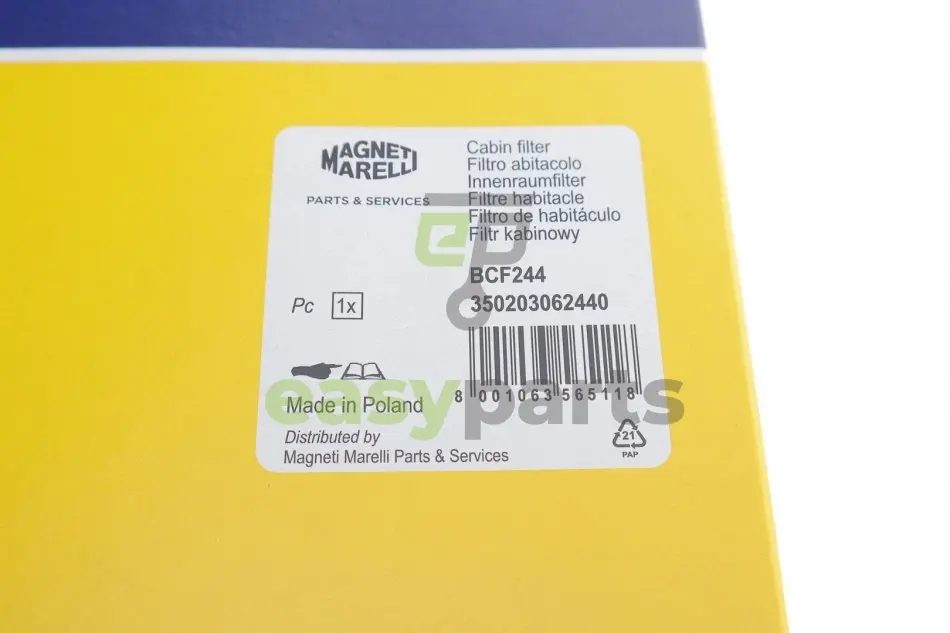 MAGNETI
MARELLI
PARTS & SERVICES
Cabin filter
Filtro abitacolo
Innenraumfilter
Filtre habitacle
Filtro de habitáculo
Filtr kabinowy
ep
BCF244
350203062440
Pc 1x
8 001063 565118
easyparts
Made in Poland
Distributed by
Magneti Marelli Parts & Services
21
PAP